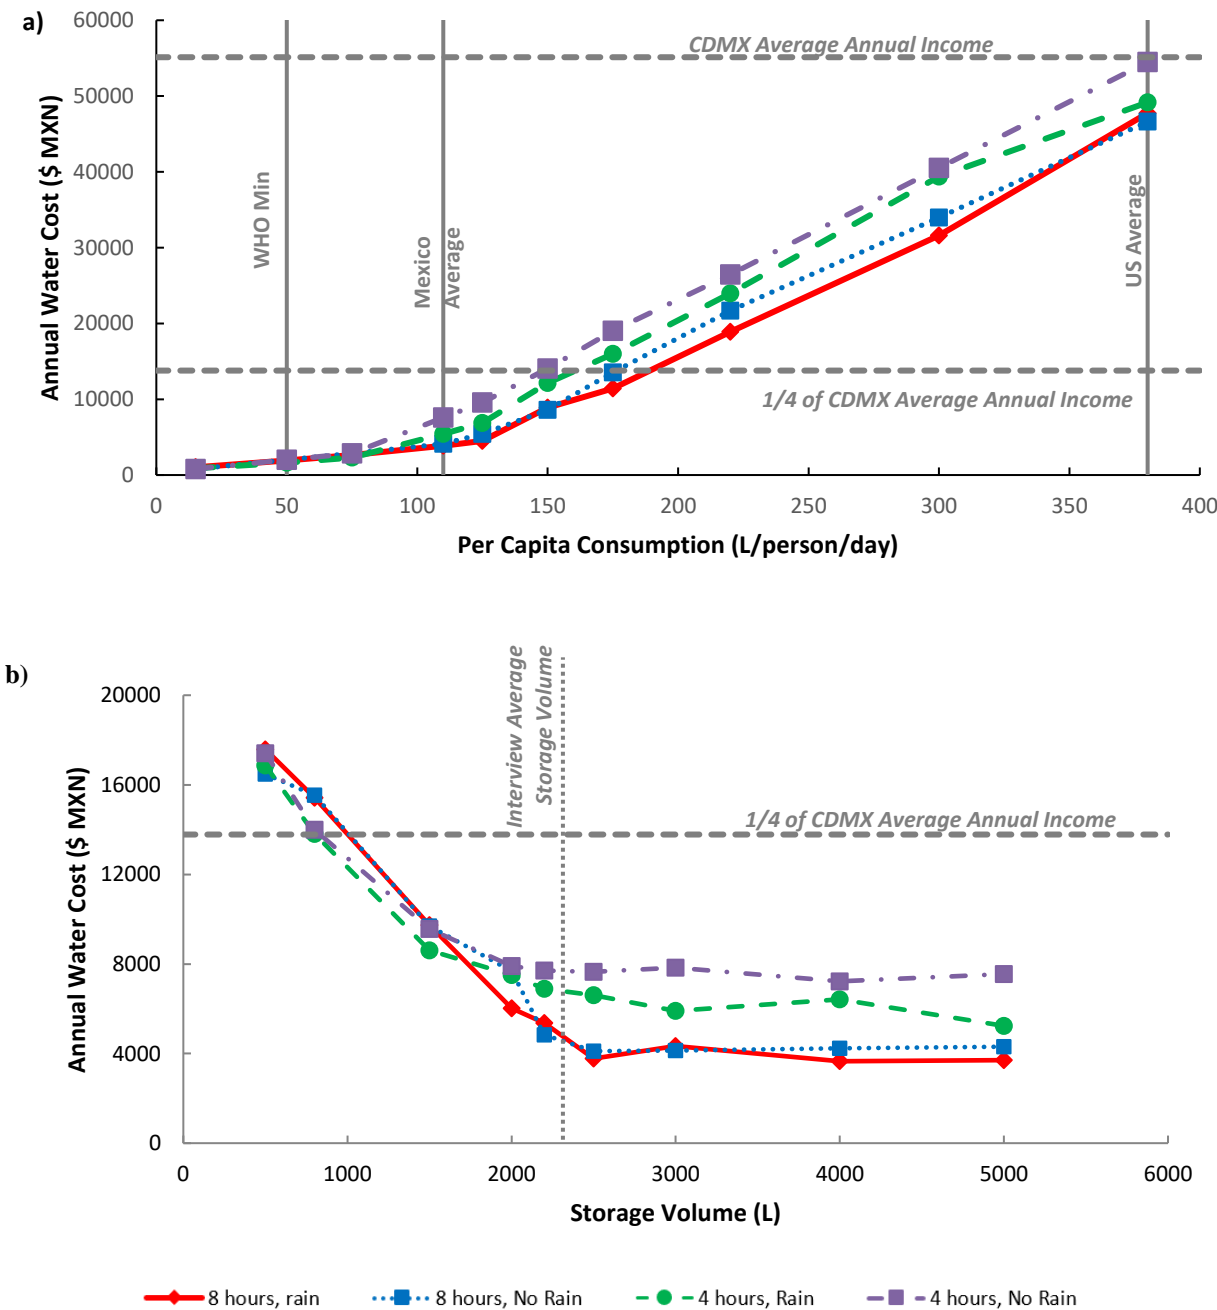 a)
60000
50000
40000
30000
20000
10000
0
Annual Water Cost ($ MXN)
CDMX Average Annual Income
WHO Min
Mexico
Average
US Average
1/4 of CDMX Average Annual Income
0
50
100
150
200
250
300
350
400
Per Capita Consumption (L/person/day)
b)
20000
16000
12000
8000
4000
0
Annual Water Cost ($ MXN)
Interview Average
Storage Volume
1/4 of CDMX Average Annual Income
0
1000
2000
3000
4000
5000
6000
Storage Volume (L)
8 hours, rain
8 hours, No Rain
4 hours, Rain
4 hours, No Rain